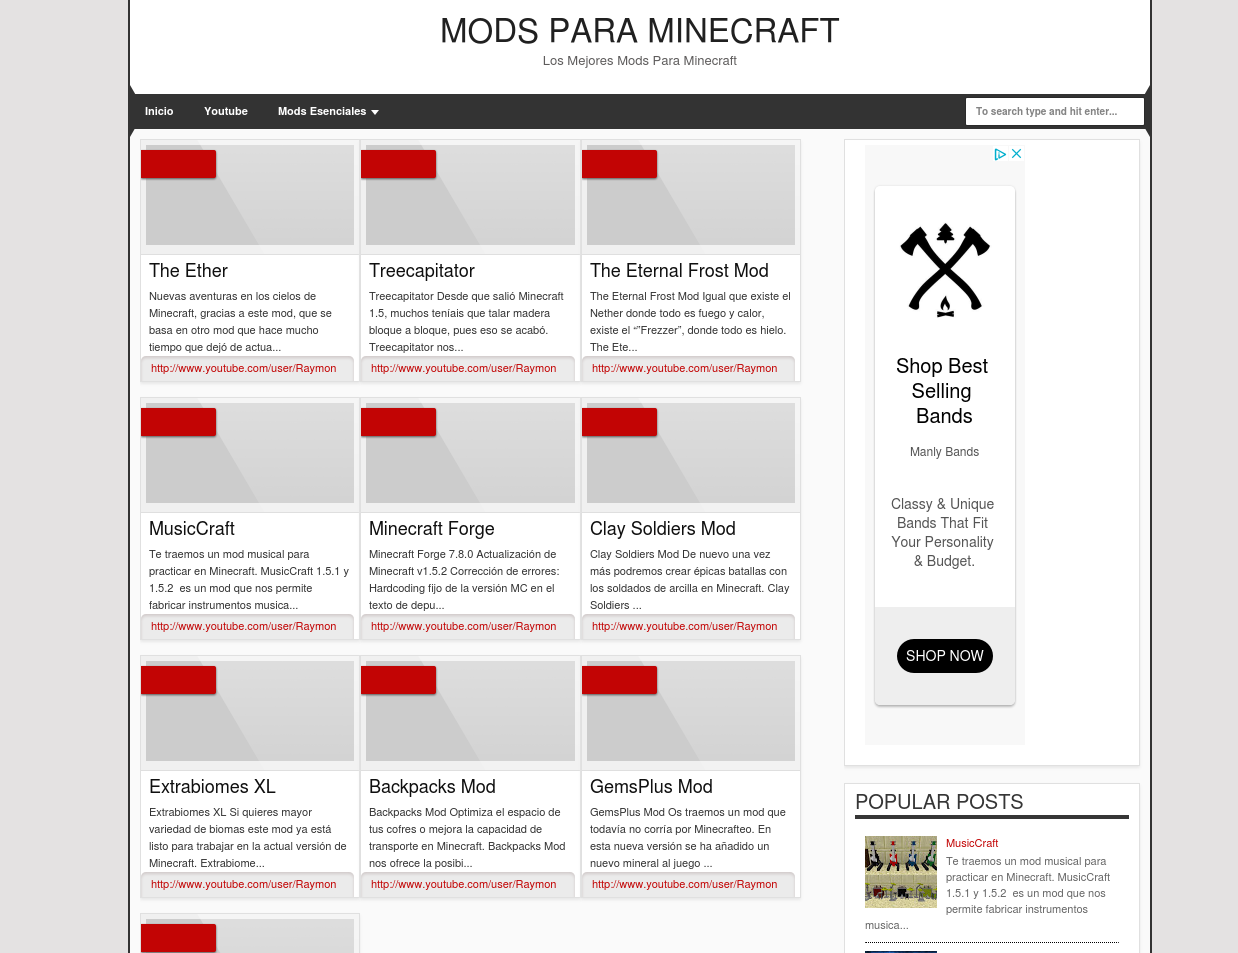 MODS PARA MINECRAFT
Los Mejores Mods Para Minecraft
Inicio
Youtube
Mods Esenciales
To search type and hit enter...
The Ether
Nuevas aventuras en los cielos de
Minecraft, gracias a este mod, que se
basa en otro mod que hace mucho
tiempo que dejó de actua...
http://www.youtube.com/user/Raymon
Treecapitator
Treecapitator Desde que salió Minecraft
1.5, muchos teníais que talar madera
bloque a bloque, pues eso se acabó.
Treecapitator nos...
http://www.youtube.com/user/Raymon
The Eternal Frost Mod
The Eternal Frost Mod Igual que existe el
Nether donde todo es fuego y calor,
existe el “”Frezzer”, donde todo es hielo.
The Ete...
http://www.youtube.com/user/Raymon
MusicCraft
Te traemos un mod musical para
practicar en Minecraft. MusicCraft 1.5.1 y
1.5.2  es un mod que nos permite
fabricar instrumentos musica...
http://www.youtube.com/user/Raymon
Minecraft Forge
Minecraft Forge 7.8.0 Actualización de
Minecraft v1.5.2 Corrección de errores:
Hardcoding fijo de la versión MC en el
texto de depu...
http://www.youtube.com/user/Raymon
Clay Soldiers Mod
Clay Soldiers Mod De nuevo una vez
más podremos crear épicas batallas con
los soldados de arcilla en Minecraft. Clay
Soldiers ...
http://www.youtube.com/user/Raymon
Extrabiomes XL
Extrabiomes XL Si quieres mayor
variedad de biomas este mod ya está
listo para trabajar en la actual versión de
Minecraft. Extrabiome...
http://www.youtube.com/user/Raymon
Backpacks Mod
Backpacks Mod Optimiza el espacio de
tus cofres o mejora la capacidad de
transporte en Minecraft. Backpacks Mod
nos ofrece la posibi...
http://www.youtube.com/user/Raymon
GemsPlus Mod
GemsPlus Mod Os traemos un mod que
todavía no corría por Minecrafteo. En
esta nueva versión se ha añadido un
nuevo mineral al juego ...
http://www.youtube.com/user/Raymon
Shop Best
Selling
Bands
Manly Bands
Classy & Unique
Bands That Fit
Your Personality
& Budget.
SHOP NOW
POPULAR POSTS
MusicCraft
Te traemos un mod musical para
practicar en Minecraft. MusicCraft
1.5.1 y 1.5.2  es un mod que nos
permite fabricar instrumentos
musica...